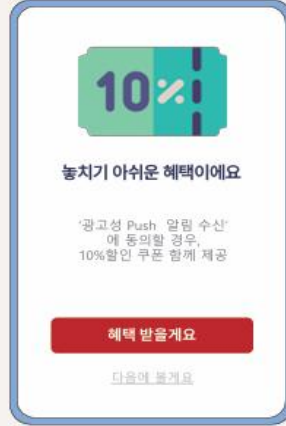 10%
놓치기 아쉬운 혜택이에요
'광고성 Push 알림 수신'
에 동의할 경우,
10%할인 쿠폰 함께 제공
혜택 받을게요
다음에 볼게요